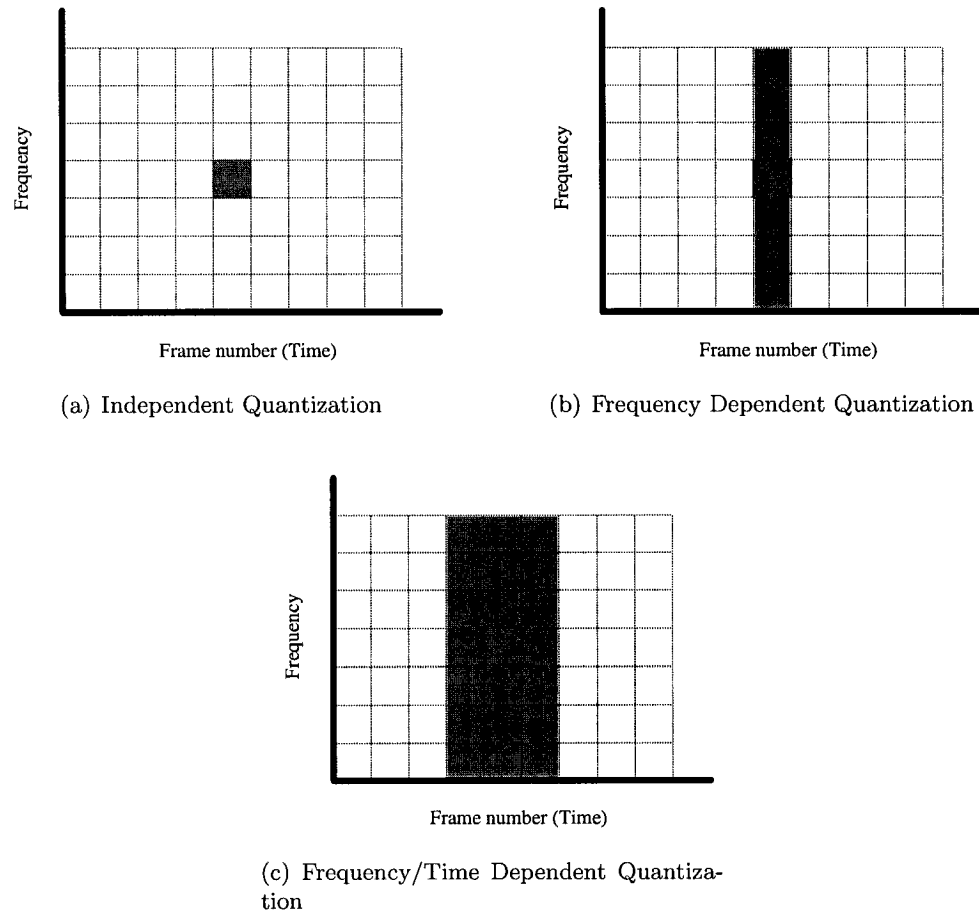 Frequency
Frame number (Time)
(a) Independent Quantization
Frequency
Frame number (Time)
(b) Frequency Dependent Quantization
Frequency
Frame number (Time)
(c) Frequency/Time Dependent Quantiza-
tion